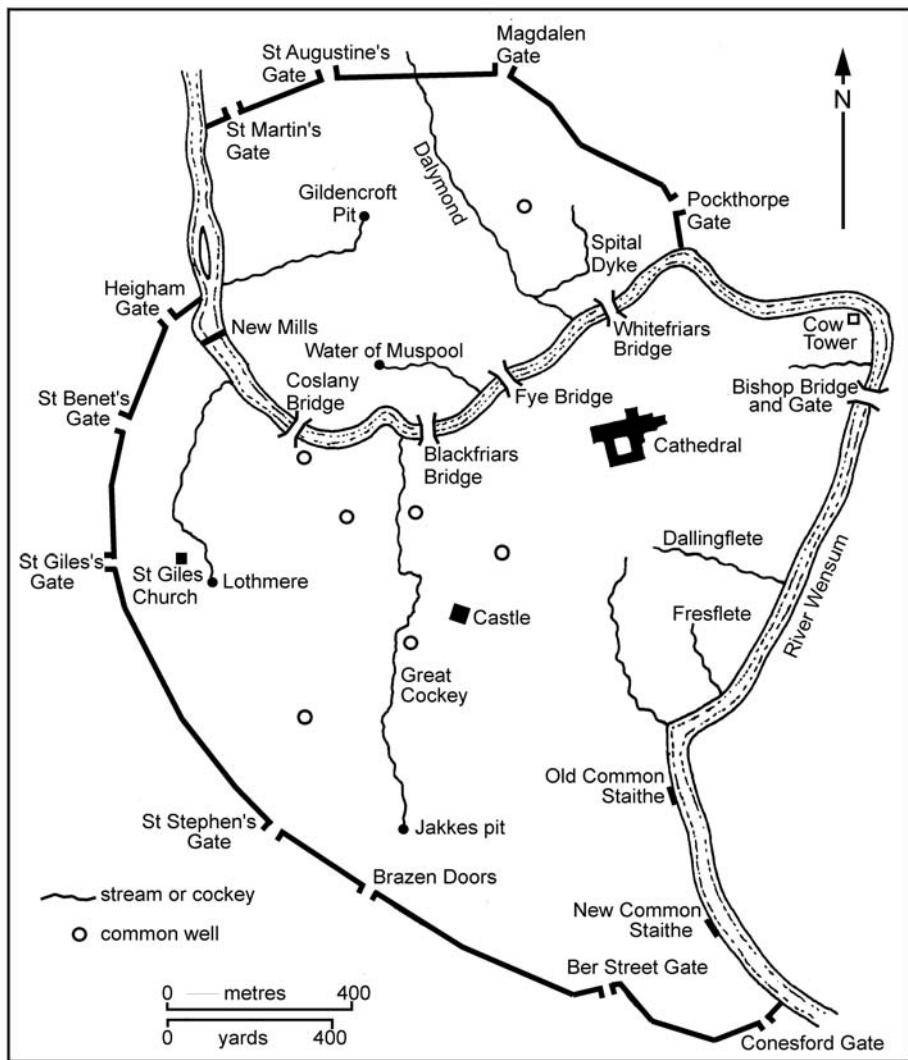 Magdalen
Gate
St Augustine's
Gate
N
St Martin's
Gate
Dalymond
Gildencroft
Pit
Pockthorpe
Gate
Spital
Dyke
Heigham
Gate
New Mills
Whitefriars
Bridge
Cow
Tower
Water of Muspool
Coslany
Bridge
Fye Bridge
Bishop Bridge
and Gate
St Benet's
Gate
Blackfriars
Bridge
Cathedral
St Giles's
Gate
St Giles
Church
Lothmere
Dallingflete
River Wensum
Castle
Fresflete
Great
Cockey
Old Common
Staithe
St Stephen's
Gate
Jakkes pit
Brazen Doors
stream or cockey
common well
New Common
Staithe
Ber Street Gate
0 metres 400
0 yards 400
Conesford Gate